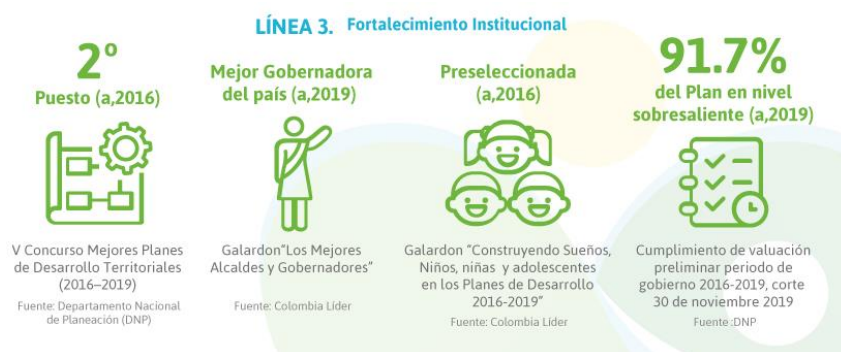 LÍNEA 3. Fortalecimiento Institucional
2°
Puesto (a,2016)
V Concurso Mejores Planes
de Desarrollo Territoriales
(2016–2019)
Fuente: Departamento Nacional
de Planeación (DNP)
Mejor Gobernadora
del país (a,2019)
Galardon"Los Mejores
Alcaldes y Gobernadores"
Fuente: Colombia Líder
Preseleccionada
(a,2016)
Galardon "Construyendo Sueños,
Niños, niñas y adolescentes
en los Planes de Desarrollo
2016-2019"
Fuente: Colombia Líder
91.7%
del Plan en nivel
sobresaliente (a,2019)
Cumplimiento de valuación
preliminar periodo de
gobierno 2016-2019, corte
30 de noviembre 2019
Fuente :DNP